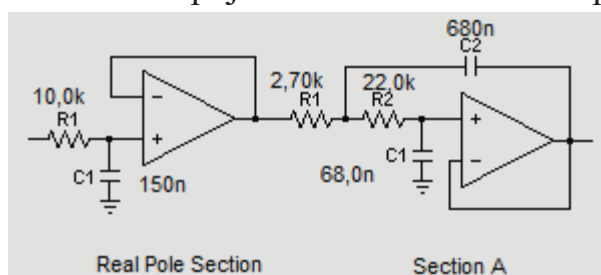 680n
C2
10,0k
R1
C1
150n
2,70k
R1
22,0k
R2
C1
68,0n
Real Pole Section
Section A